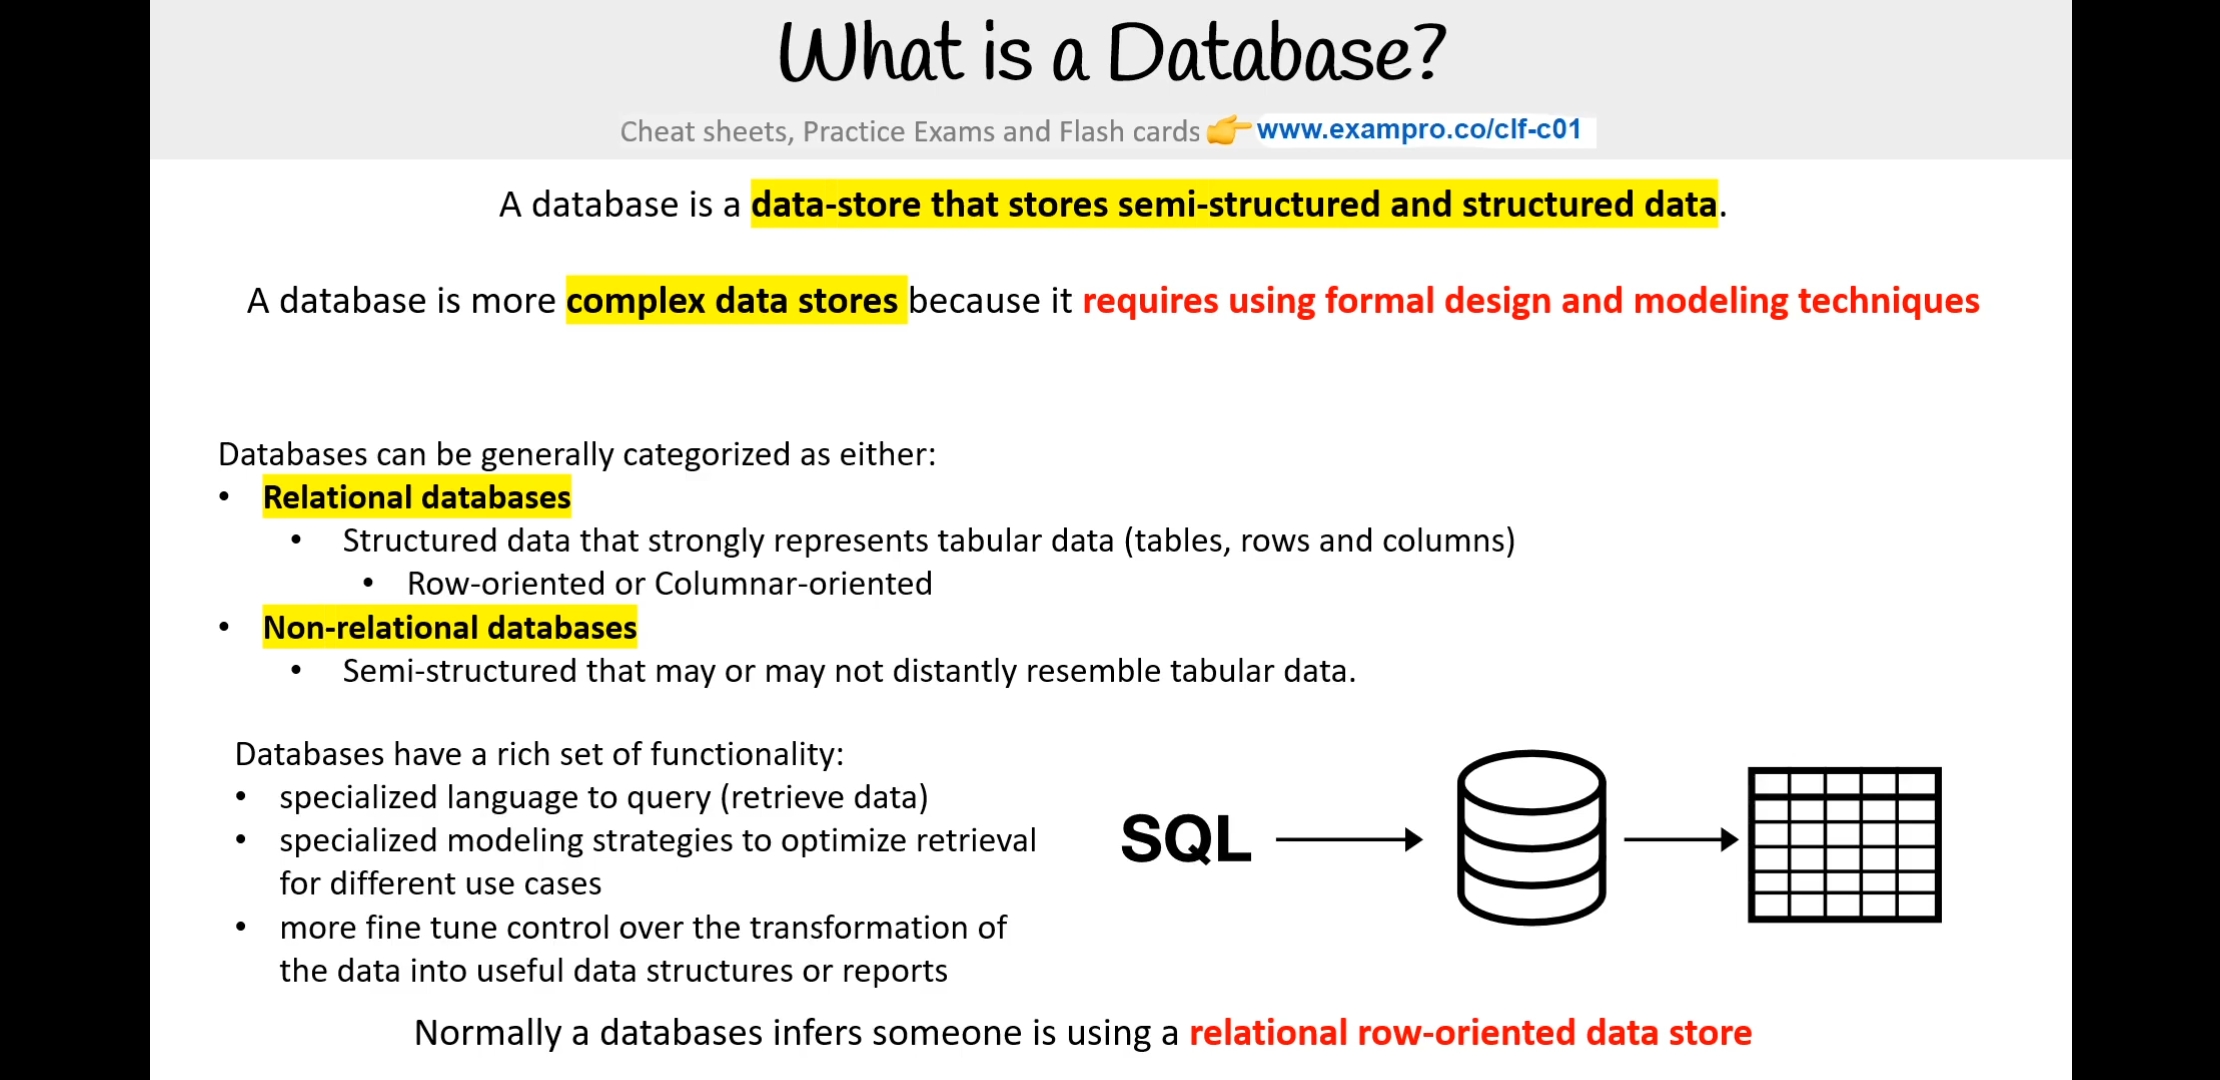 What is a Database?
Cheat sheets, Practice Exams and Flash cards 👉 www.exampro.co/clf-c01
A database is a data-store that stores semi-structured and structured data.
A database is more complex data stores because it requires using formal design and modeling techniques
Databases can be generally categorized as either:
• Relational databases
• Structured data that strongly represents tabular data (tables, rows and columns)
• Row-oriented or Columnar-oriented
• Non-relational databases
• Semi-structured that may or may not distantly resemble tabular data.
Databases have a rich set of functionality:
• specialized language to query (retrieve data)
• specialized modeling strategies to optimize retrieval
for different use cases
• more fine tune control over the transformation of
the data into useful data structures or reports
SQL
Normally a databases infers someone is using a relational row-oriented data store